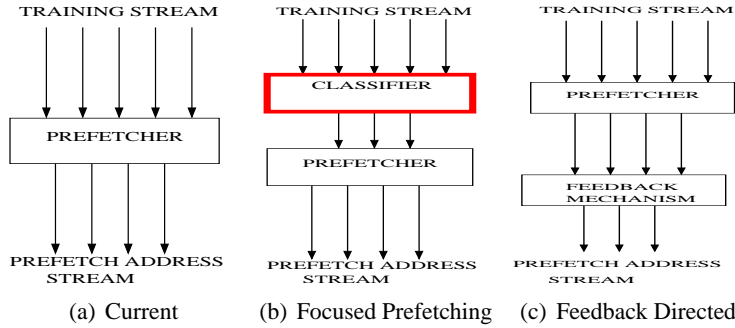 TRAINING STREAM
PREFETCHER
PREFETCH ADDRESS
STREAM
(a) Current
TRAINING STREAM
CLASSIFIER
PREFETCHER
PREFETCH ADDRESS
STREAM
(b) Focused Prefetching
TRAINING STREAM
PREFETCHER
FEEDBACK
MECHANISM
PREFETCH ADDRESS
STREAM
(c) Feedback Directed